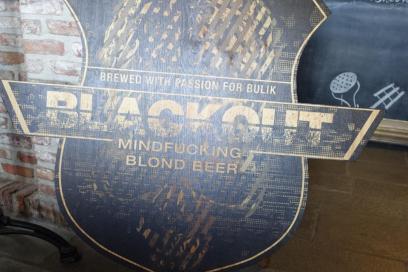 BREWED WITH PASSION FOR BULIK
BLACKOUT
MINDFUCKING
BLOND BEER